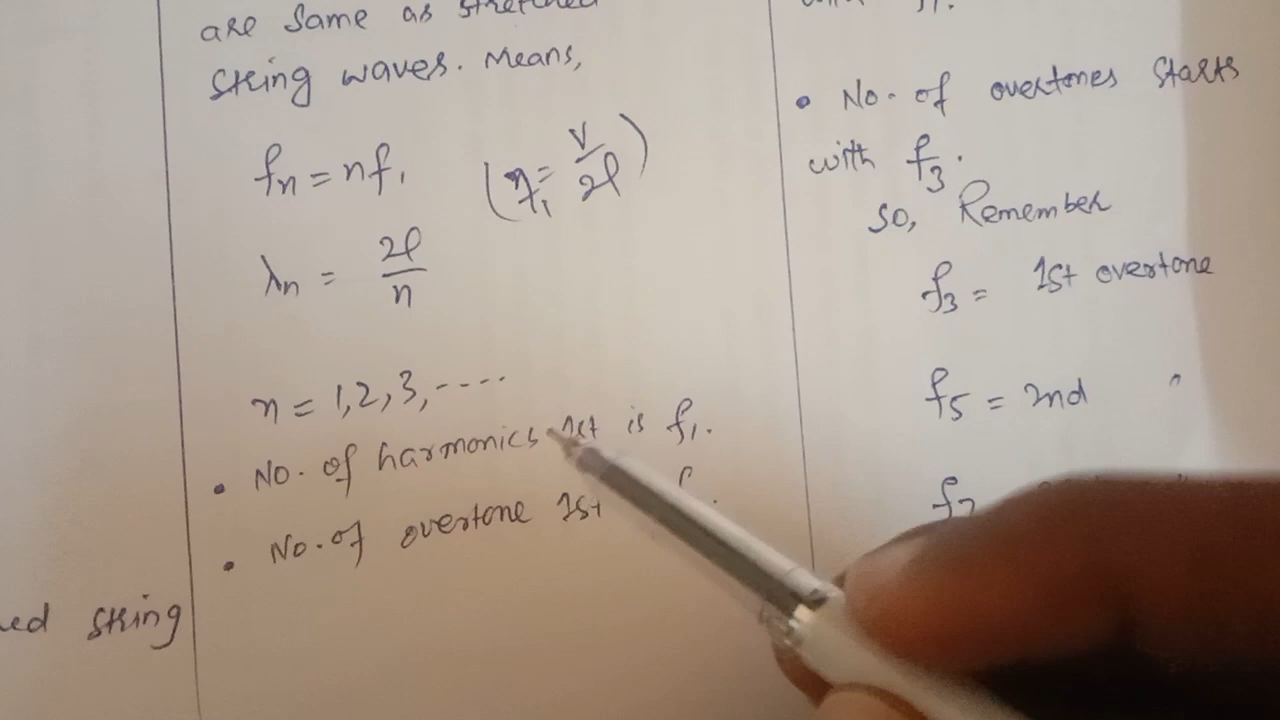 are same as stretched
string waves. Means,
fn = nf1 (f1 = V/2l)
λn = 2l/n
n = 1, 2, 3, ----
• No. of harmonics 1st is f1.
• No. of overtone 1st
ed string
• No. of overtones starts
with f3.
so, Remember
f3 = 1st overtone
f5 = 2nd "
f7